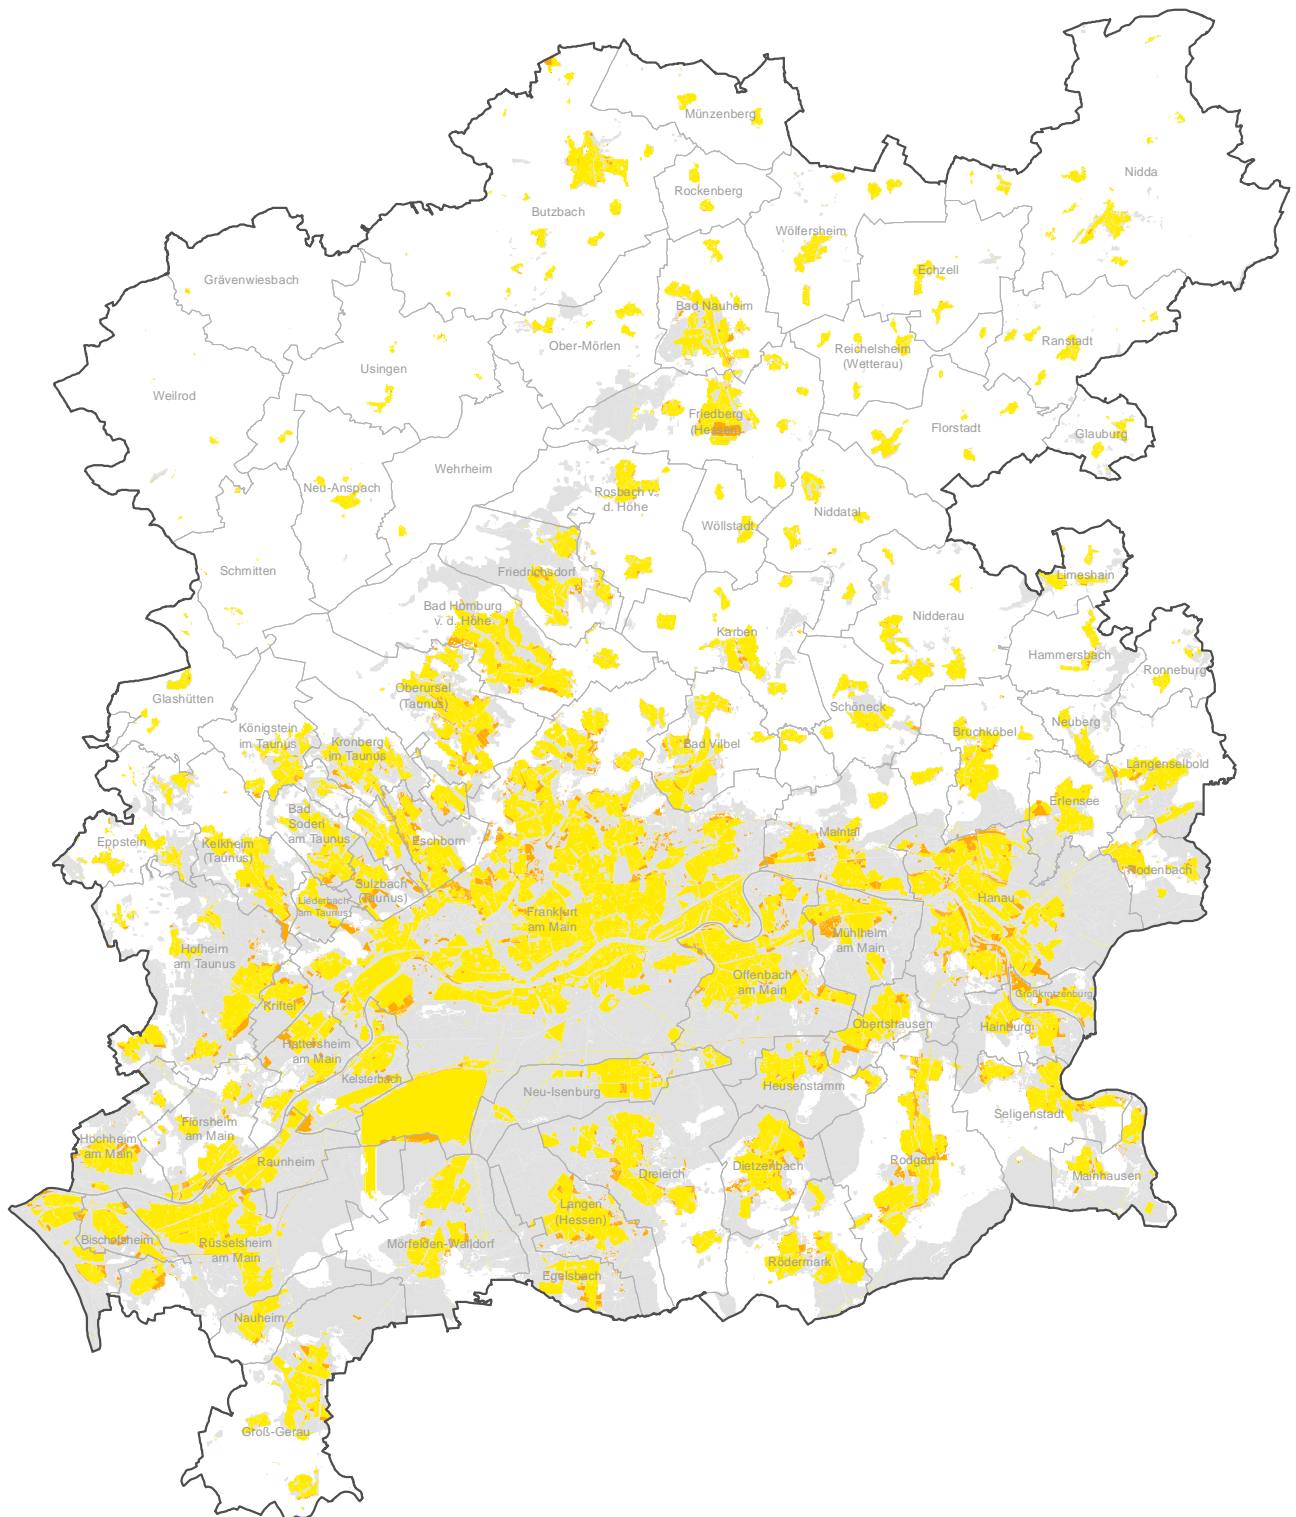 Münzenberg
Nidda
Rockenberg
Butzbach
Wölfersheim
Echzell
Grävenwiesbach
Bad Nauheim
Ober-Mörlen
Ranstadt
Reichelsheim
(Wetterau)
Usingen
Weilrod
Friedberg
(Hessen)
Florstadt
Glauburg
Wehrheim
Neu-Anspach
Rosbach v.
d. Höhe
Niddatal
Wöllstadt
Schmitten
Friedrichsdorf
Limeshain
Bad Homburg
v. d. Höhe
Nidderau
Karben
Hammersbach
Ronneburg
Glashütten
Oberursel
(Taunus)
Schöneck
Königstein
im Taunus
Kronberg
im Taunus
Bad Vilbel
Bruchköbel
Neuberg
Langenselbold
Erlensee
Bad
Soden
am Taunus
Eppstein
Kelkheim
(Taunus)
Eschborn
Maintal
Rodenbach
Sulzbach
(Taunus)
Liederbach
am Taunus
Hanau
Frankfurt
am Main
Mühlheim
am Main
Hofheim
am Taunus
Offenbach
am Main
Großkrotzenburg
Kriftel
Obertshausen
Hainburg
Hattersheim
am Main
Kelsterbach
Neu-Isenburg
Heusenstamm
Seligenstadt
Flörsheim
am Main
Hochheim
am Main
Raunheim
Dreieich
Dietzenbach
Rodgau
Mainhausen
Langen
(Hessen)
Bischofsheim
Rüsselsheim
am Main
Mörfelden-Walldorf
Rödermark
Egelsbach
Nauheim
Groß-Gerau